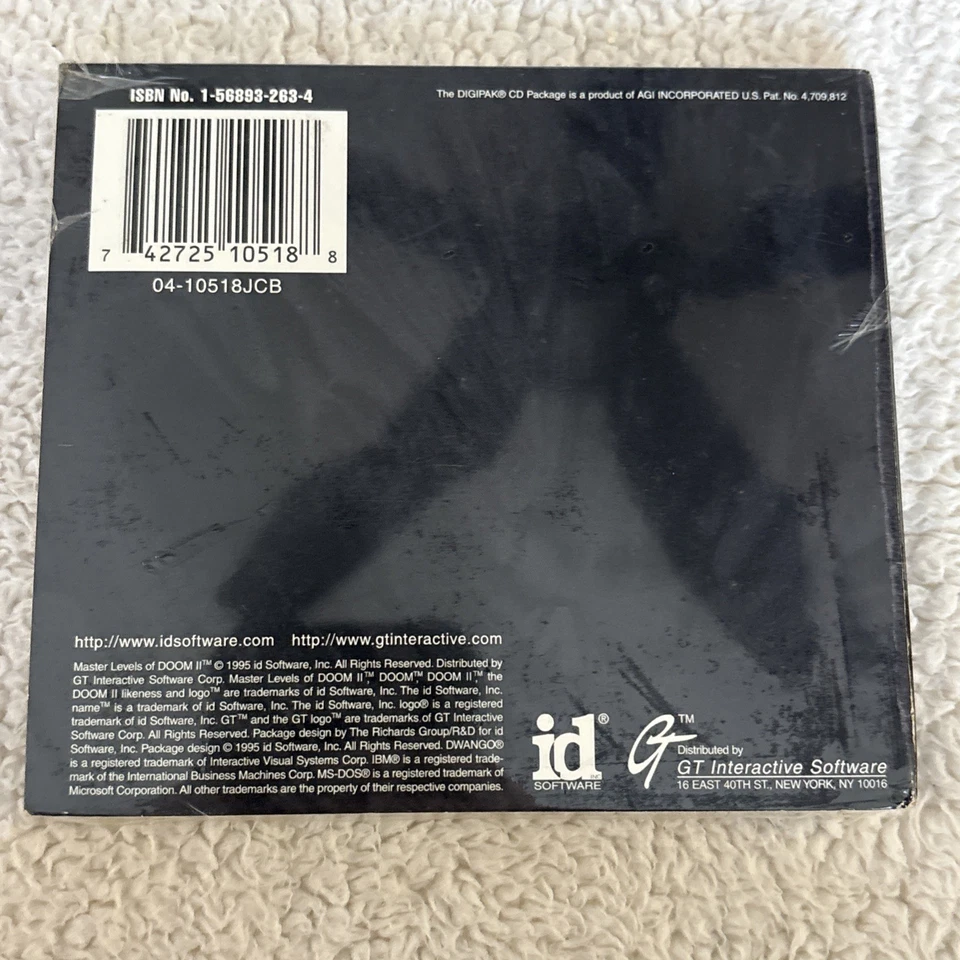 ISBN No. 1-56893-263-4
The DIGIPAK® CD Package is a product of AGI INCORPORATED U.S. Pat. No. 4,709,812
7 42725 10518 8
04-10518JCB
http://www.idsoftware.com http://www.gtinteractive.com
Master Levels of DOOM II™ © 1995 id Software, Inc. All Rights Reserved. Distributed by
GT Interactive Software Corp. Master Levels of DOOM II™, DOOM™, DOOM II™, the
DOOM II likeness and logo™ are trademarks of id Software, Inc. The id Software, Inc.
name™ is a trademark of id Software, Inc. The id Software, Inc. logo® is a registered
trademark of id Software, Inc. GT™ and the GT logo™ are trademarks of GT Interactive
Software Corp. All Rights Reserved. Package design by The Richards Group/R&D for id
Software, Inc. Package design © 1995 id Software, Inc. All Rights Reserved. DWANGO®
is a registered trademark of Interactive Visual Systems Corp. IBM® is a registered trade-
mark of the International Business Machines Corp. MS-DOS® is a registered trademark of
Microsoft Corporation. All other trademarks are the property of their respective companies.
id®
INC
SOFTWARE
GT™
Distributed by
GT Interactive Software
16 EAST 40TH ST., NEW YORK, NY 10016